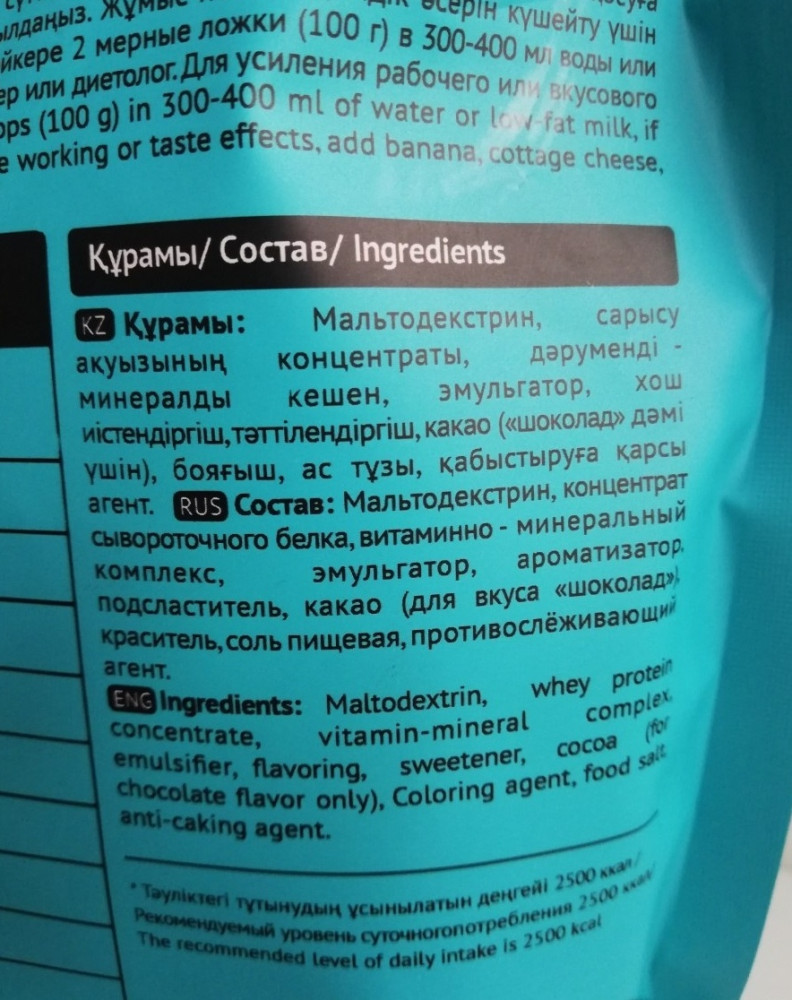 әсерін күшейту үшін
йкере 2 мерные ложки (100 г) в 300-400 мл воды или
ер или диетолог. Для усиления рабочего или вкусового
ops (100 g) in 300-400 ml of water or low-fat milk, if
e working or taste effects, add banana, cottage cheese,
Құрамы/ Состав/ Ingredients
KZ Құрамы: Мальтодекстрин, сарысу
ақуызының концентраты, дәруменді -
минералды кешен, эмульгатор, хош
иістендіргіш, тәттілендіргіш, какао («шоколад» дәмі
үшін), бояғыш, ас тұзы, қабыстыруға қарсы
агент. RUS Состав: Мальтодекстрин, концентрат
сывороточного белка, витаминно - минеральный
комплекс, эмульгатор, ароматизатор,
подсластитель, какао (для вкуса «шоколад»),
краситель, соль пищевая, противослёживающий
агент.
ENG Ingredients: Maltodextrin, whey protein
concentrate, vitamin-mineral complex,
emulsifier, flavoring, sweetener, cocoa (for
chocolate flavor only), Coloring agent, food salt
anti-caking agent.
* Тәуліктегі тұтынудың ұсынылатын деңгейі 2500 ккал/
Рекомендуемый уровень суточногопотребления 2500 ккал/
The recommended level of daily intake is 2500 kcal